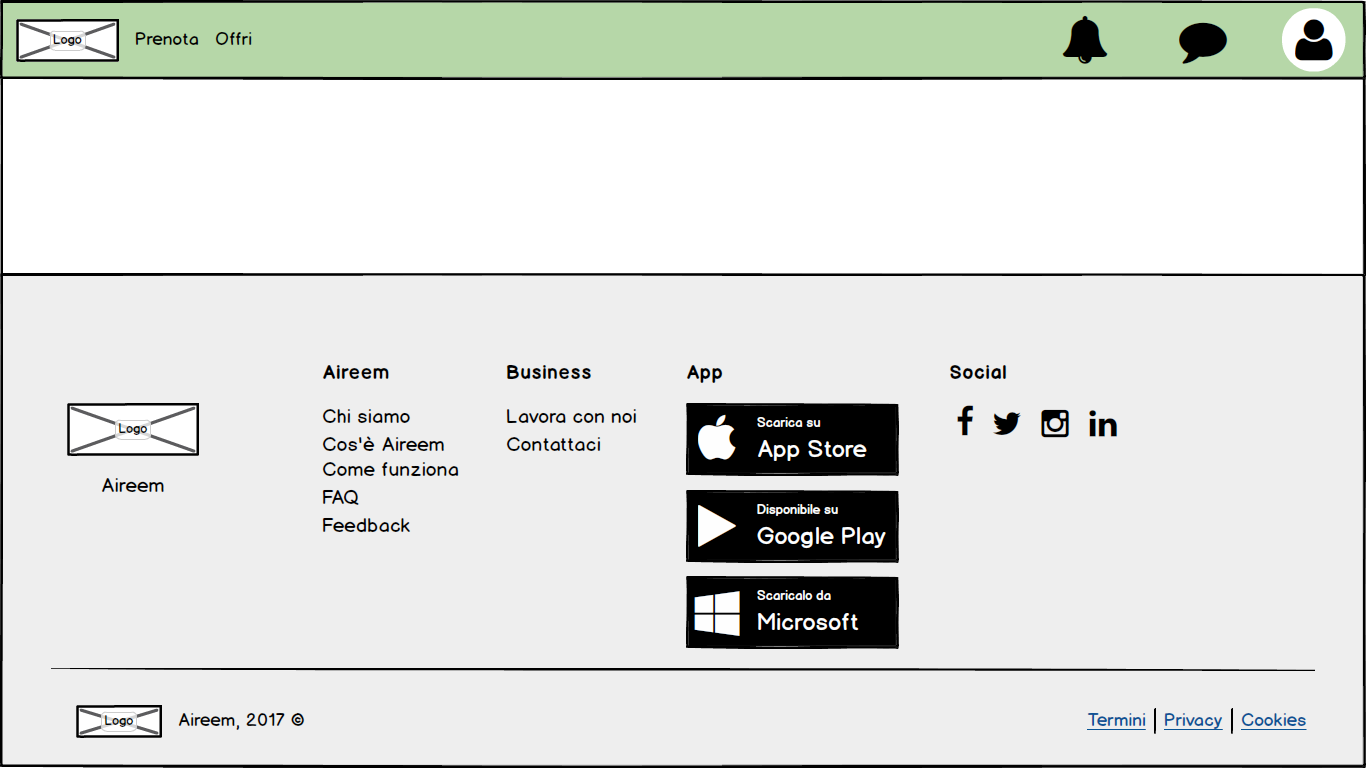 Logo
Prenota Offri
Logo
Aireem
Aireem
Chi siamo
Cos'è Aireem
Come funziona
FAQ
Feedback
Business
Lavora con noi
Contattaci
App
Scarica su
App Store
Disponibile su
Google Play
Scaricalo da
Microsoft
Social
Logo
Aireem, 2017 ©
Termini | Privacy | Cookies